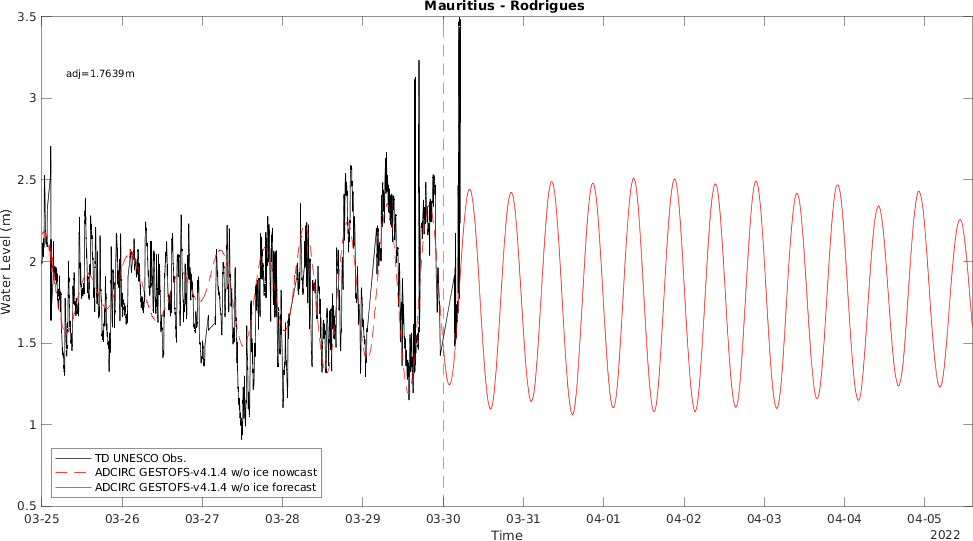 Mauritius - Rodrigues
3.5
3
2.5
2
1.5
1
0.5
Water Level (m)
adj=1.7639m
TD UNESCO Obs.
ADCIRC GESTOFS-v4.1.4 w/o ice nowcast
ADCIRC GESTOFS-v4.1.4 w/o ice forecast
03-25 03-26 03-27 03-28 03-29 03-30 03-31 04-01 04-02 04-03 04-04 04-05
Time
2022